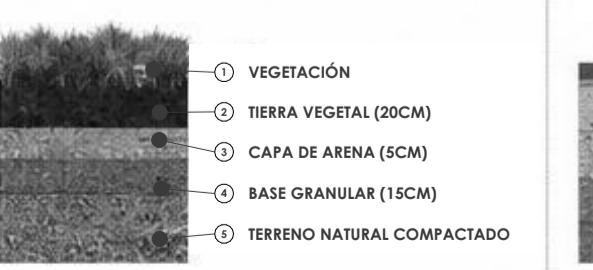 1 VEGETACIÓN
2 TIERRA VEGETAL (20CM)
3 CAPA DE ARENA (5CM)
4 BASE GRANULAR (15CM)
5 TERRENO NATURAL COMPACTADO